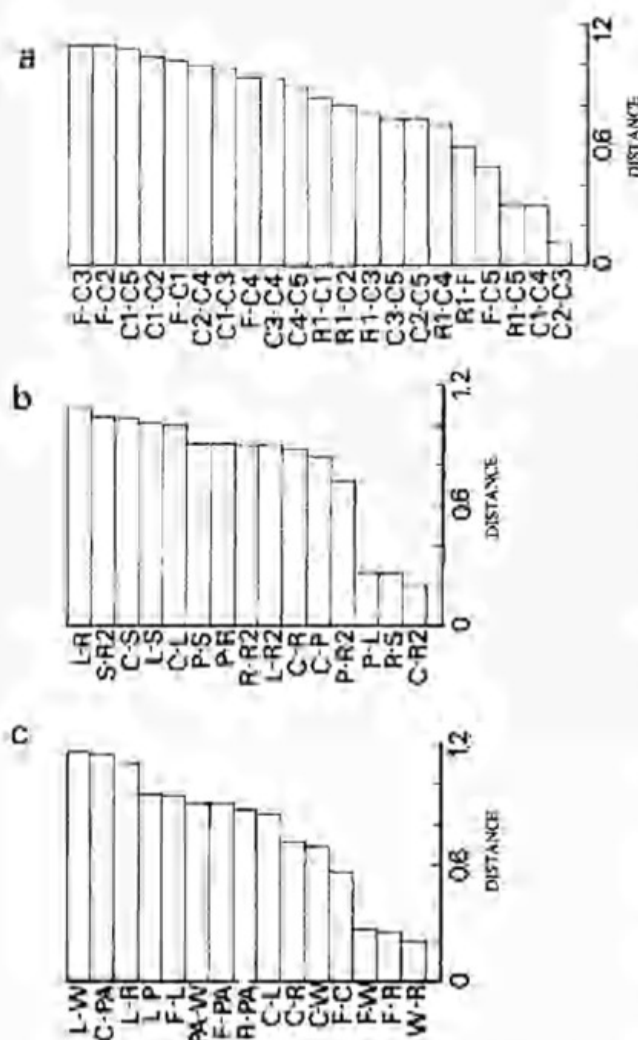 a
1.2
0.6
0
DISTANCE
F-C3
F-C2
C1-C5
C1-C2
F-C1
C2-C4
C1-C3
F-C4
C3-C4
C4-C5
R1-C1
R1-C2
R1-C3
C3-C5
C2-C5
R1-C4
R1-F
F-C5
R1-C5
C1-C4
C2-C3
b
1.2
0.6
0
DISTANCE
L-R
S-R2
C-S
L-S
C-L
P-S
P-R
R-R2
L-R2
C-R
C-P
P-R2
P-L
R-S
C-R2
c
1.2
0.6
0
DISTANCE
L-W
C-PA
L-R
L-P
F-L
PA-W
F-PA
R-PA
C-L
C-R
C-W
F-C
F-W
F-R
W-R